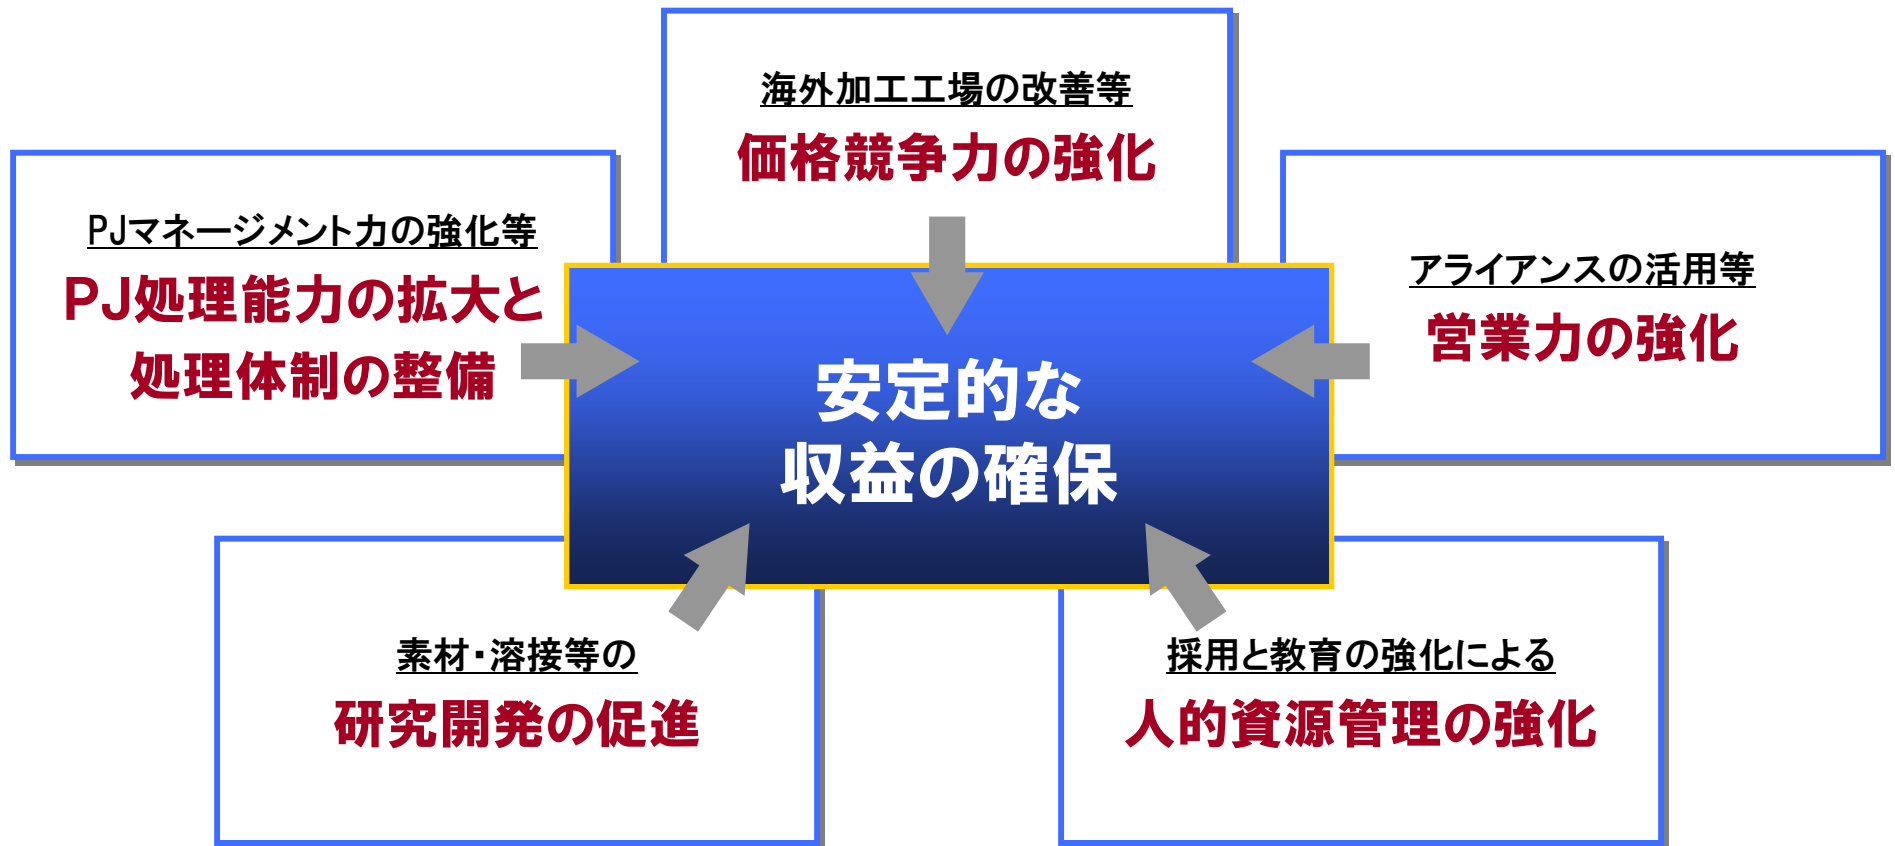 海外加工工場の改善等
価格競争力の強化
PJマネージメント力の強化等
PJ処理能力の拡大と
処理体制の整備
アライアンスの活用等
営業力の強化
安定的な
収益の確保
素材・溶接等の
研究開発の促進
採用と教育の強化による
人的資源管理の強化